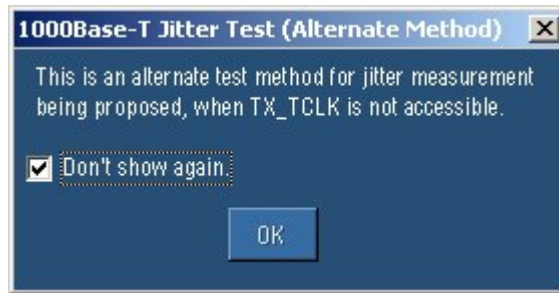 1000Base-T Jitter Test (Alternate Method)
This is an alternate test method for jitter measurement
being proposed, when TX_TCLK is not accessible.
Don't show again.
OK